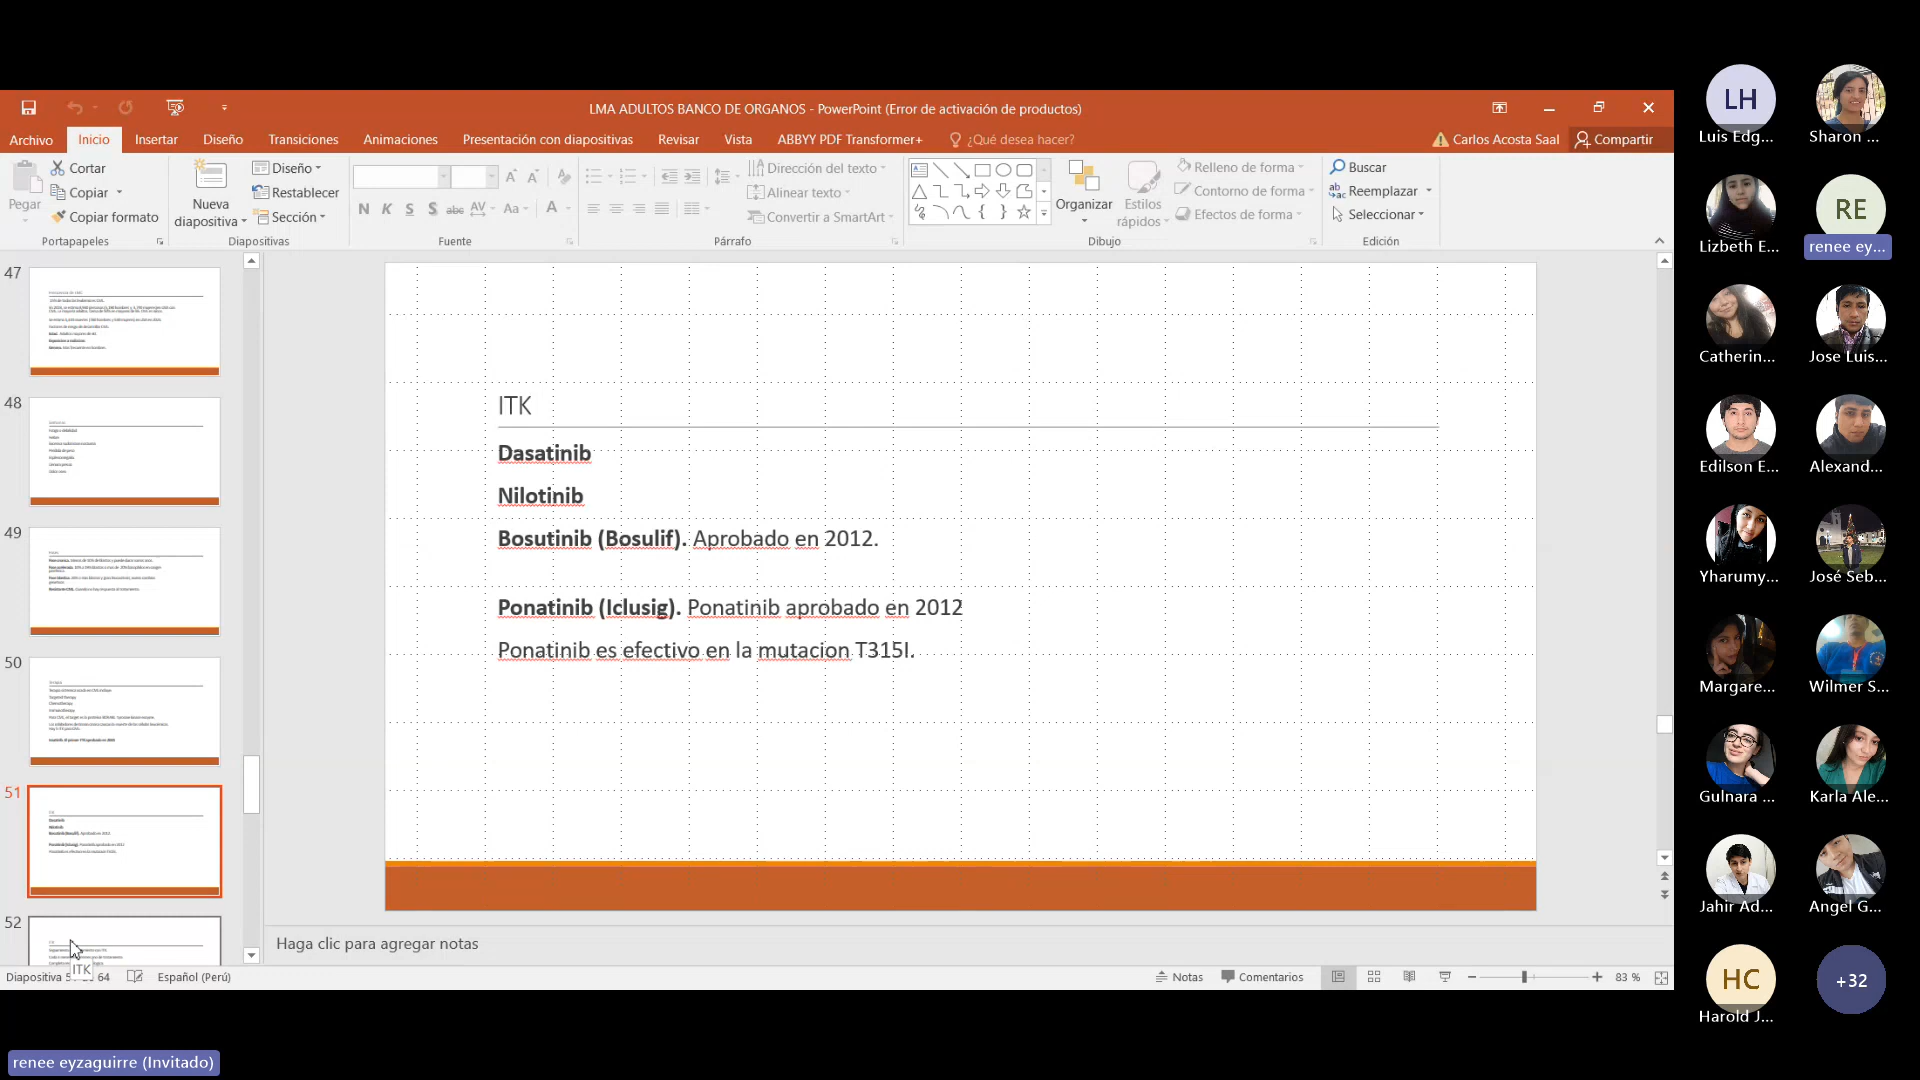 LMA ADULTOS BANCO DE ORGANOS - PowerPoint (Error de activación de productos)
Archivo Inicio Insertar Diseño Transiciones Animaciones Presentación con diapositivas Revisar Vista ABBYY PDF Transformer+ ¿Qué desea hacer? Carlos Acosta Saal Compartir
Pegar
Cortar
Copiar
Copiar formato
Portapapeles
Nueva diapositiva
Diseño
Restablecer
Sección
Diapositivas
N K S S abc AV Aa A
Fuente
Dirección del texto
Alinear texto
Convertir a SmartArt
Párrafo
Organizar
Estilos rápidos
Relleno de forma
Contorno de forma
Efectos de forma
Dibujo
Buscar
Reemplazar
Seleccionar
Edición
47
48
49
50
51
52
ITK
ITK
Dasatinib
Nilotinib
Bosutinib (Bosulif). Aprobado en 2012.
Ponatinib (Iclusig). Ponatinib aprobado en 2012
Ponatinib es efectivo en la mutacion T315I.
Haga clic para agregar notas
Diapositiva 64 Español (Perú) Notas Comentarios 83 %
LH
Luis Edg...
Sharon ...
Lizbeth E...
RE
renee ey...
Catherin...
Jose Luis...
Edilson E...
Alexand...
Yharumy...
José Seb...
Margare...
Wilmer S...
Gulnara ...
Karla Ale...
Jahir Ad...
Angel G...
HC
Harold J...
+32
renee eyzaguirre (Invitado)